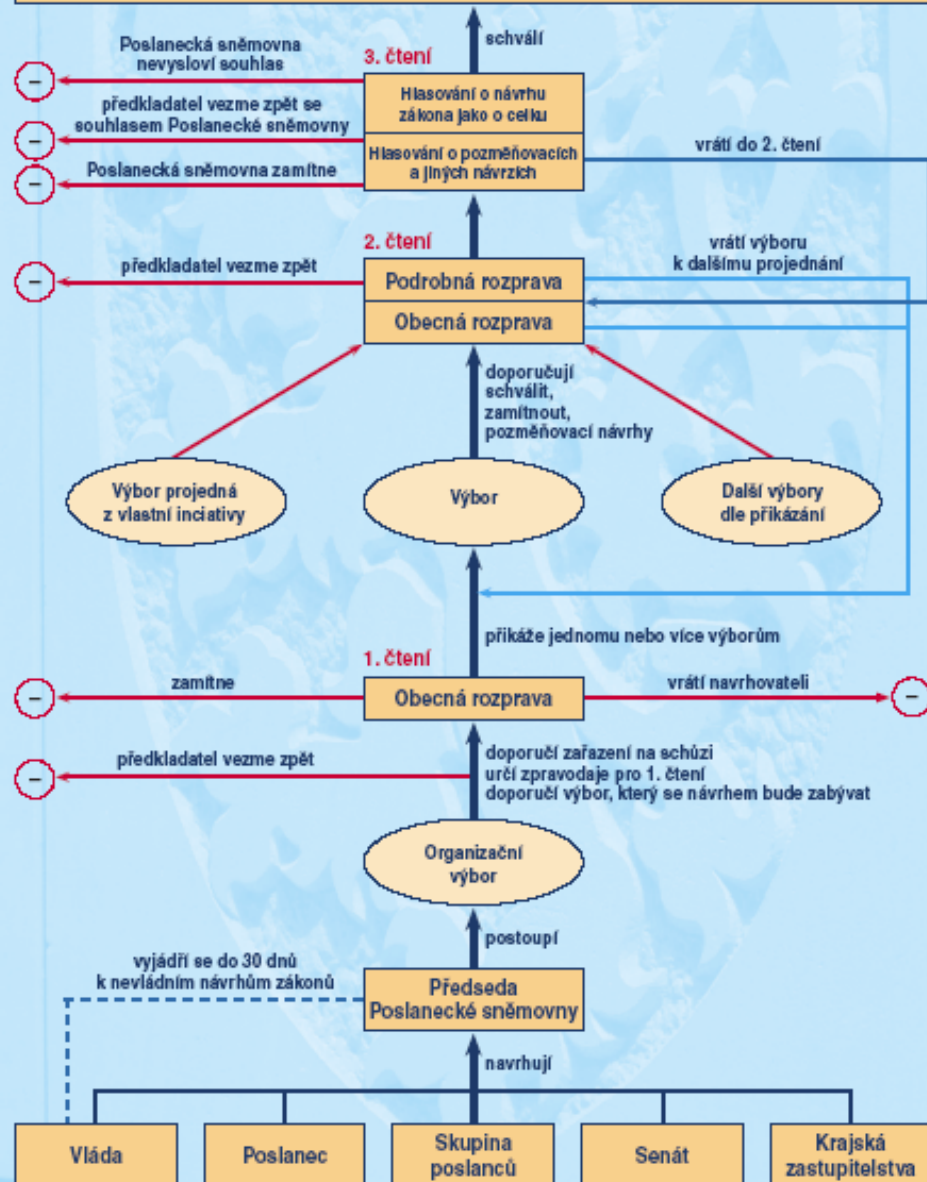 schválí
Poslanecká sněmovna
nevysloví souhlas
3. čtení
–
Hlasování o návrhu
zákona jako o celku
předkladatel vezme zpět se
souhlasem Poslanecké sněmovny
–
Hlasování o pozměňovacích
a jiných návrzích
vrátí do 2. čtení
Poslanecká sněmovna zamítne
–
2. čtení
vrátí výboru
k dalšímu projednání
předkladatel vezme zpět
–
Podrobná rozprava
Obecná rozprava
doporučují
schválit,
zamítnout,
pozměňovací návrhy
Výbor projedná
z vlastní inciativy
Výbor
Další výbory
dle přikázání
přikáže jednomu nebo více výborům
1. čtení
zamítne
–
Obecná rozprava
vrátí navrhovateli
–
předkladatel vezme zpět
–
doporučí zařazení na schůzi
určí zpravodaje pro 1. čtení
doporučí výbor, který se návrhem bude zabývat
Organizační
výbor
postoupí
vyjádří se do 30 dnů
k nevládním návrhům zákonů
Předseda
Poslanecké sněmovny
navrhují
Vláda
Poslanec
Skupina
poslanců
Senát
Krajská
zastupitelstva